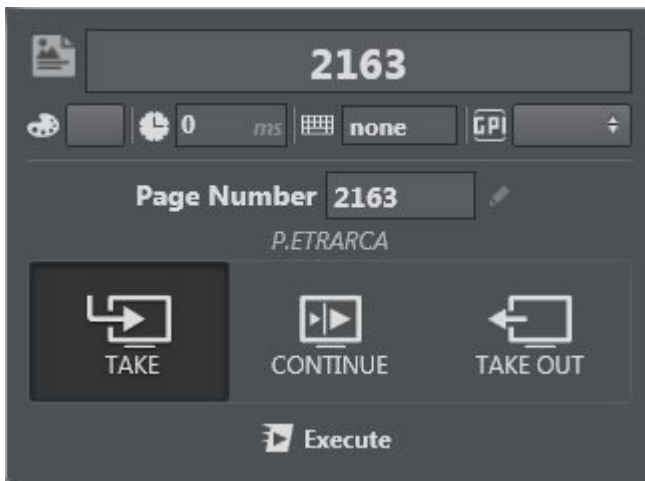 2163
0 ms none GPI
Page Number 2163
P.ETRARCA
TAKE CONTINUE TAKE OUT
Execute